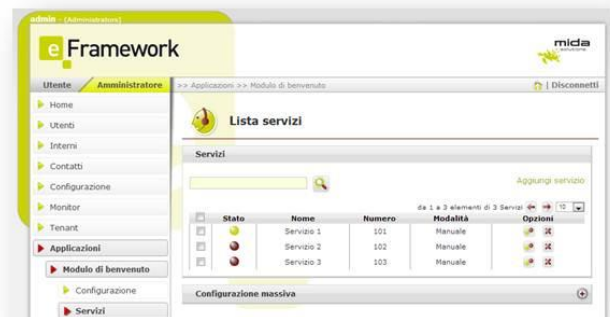 admin - [Administrators]
eFramework
mida
solutions
Utente
Amministratore
>> Applicazioni >> Modulo di benvenuto
| Disconnetti
Home
Utenti
Interni
Contatti
Configurazione
Monitor
Tenant
Applicazioni
Modulo di benvenuto
Configurazione
Servizi
Lista servizi
Servizi
Aggiungi servizio
da 1 a 3 elementi di 3 Servizi 10
Stato Nome Numero Modalità Opzioni
Servizio 1 101 Manuale
Servizio 2 102 Manuale
Servizio 3 103 Manuale
Configurazione massiva